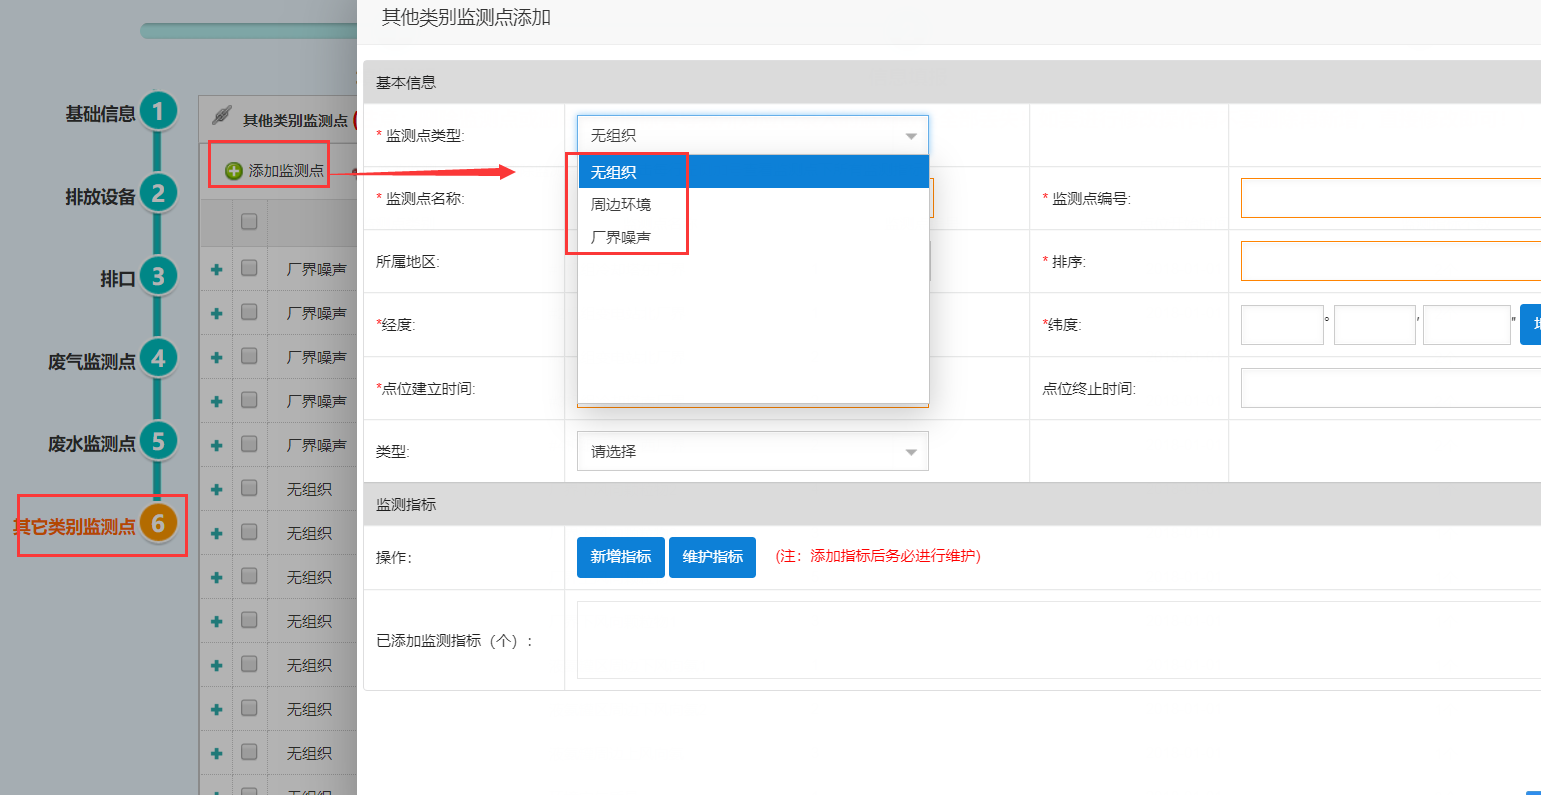 其他类别监测点添加
基础信息 1
排放设备 2
排口 3
废气监测点 4
废水监测点 5
其它类别监测点 6
其他类别监测点 (
添加监测点
厂界噪声
厂界噪声
厂界噪声
厂界噪声
厂界噪声
无组织
无组织
无组织
无组织
无组织
无组织
无组织
无组织
基本信息
* 监测点类型: 无组织
无组织
周边环境
厂界噪声
* 监测点名称: * 监测点编号:
所属地区: * 排序:
*经度: *纬度: ° ′ ″
*点位建立时间: 点位终止时间:
类型: 请选择
监测指标
操作: 新增指标 维护指标 (注：添加指标后务必进行维护)
已添加监测指标（个）: